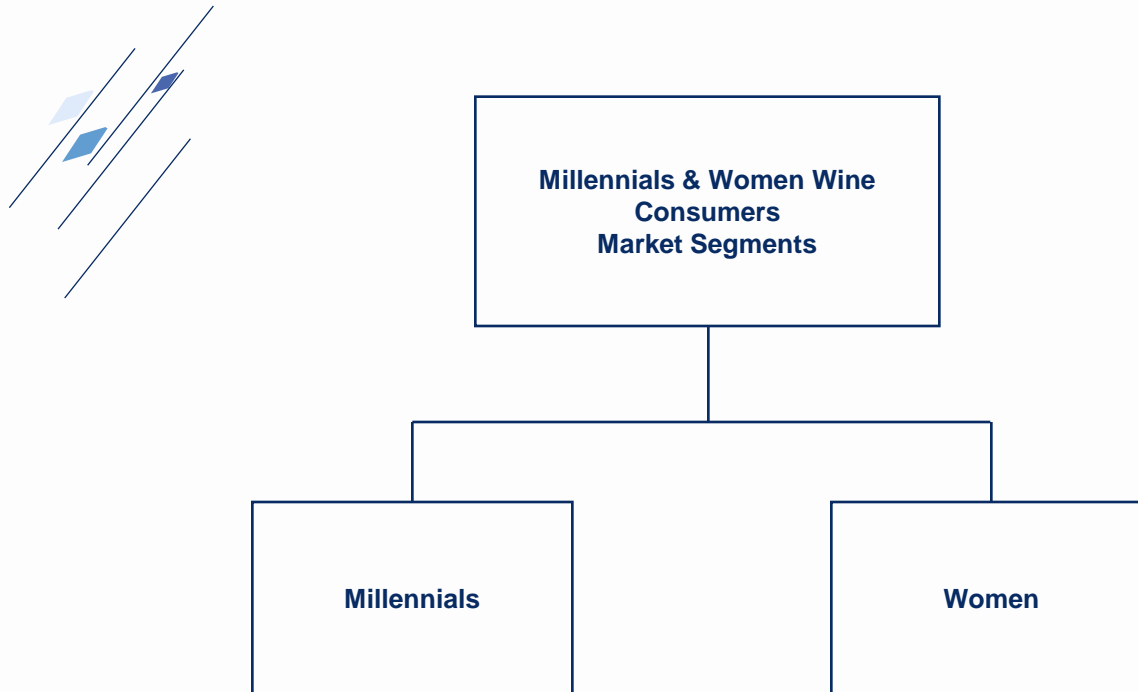 Millennials & Women Wine
Consumers
Market Segments
Millennials
Women